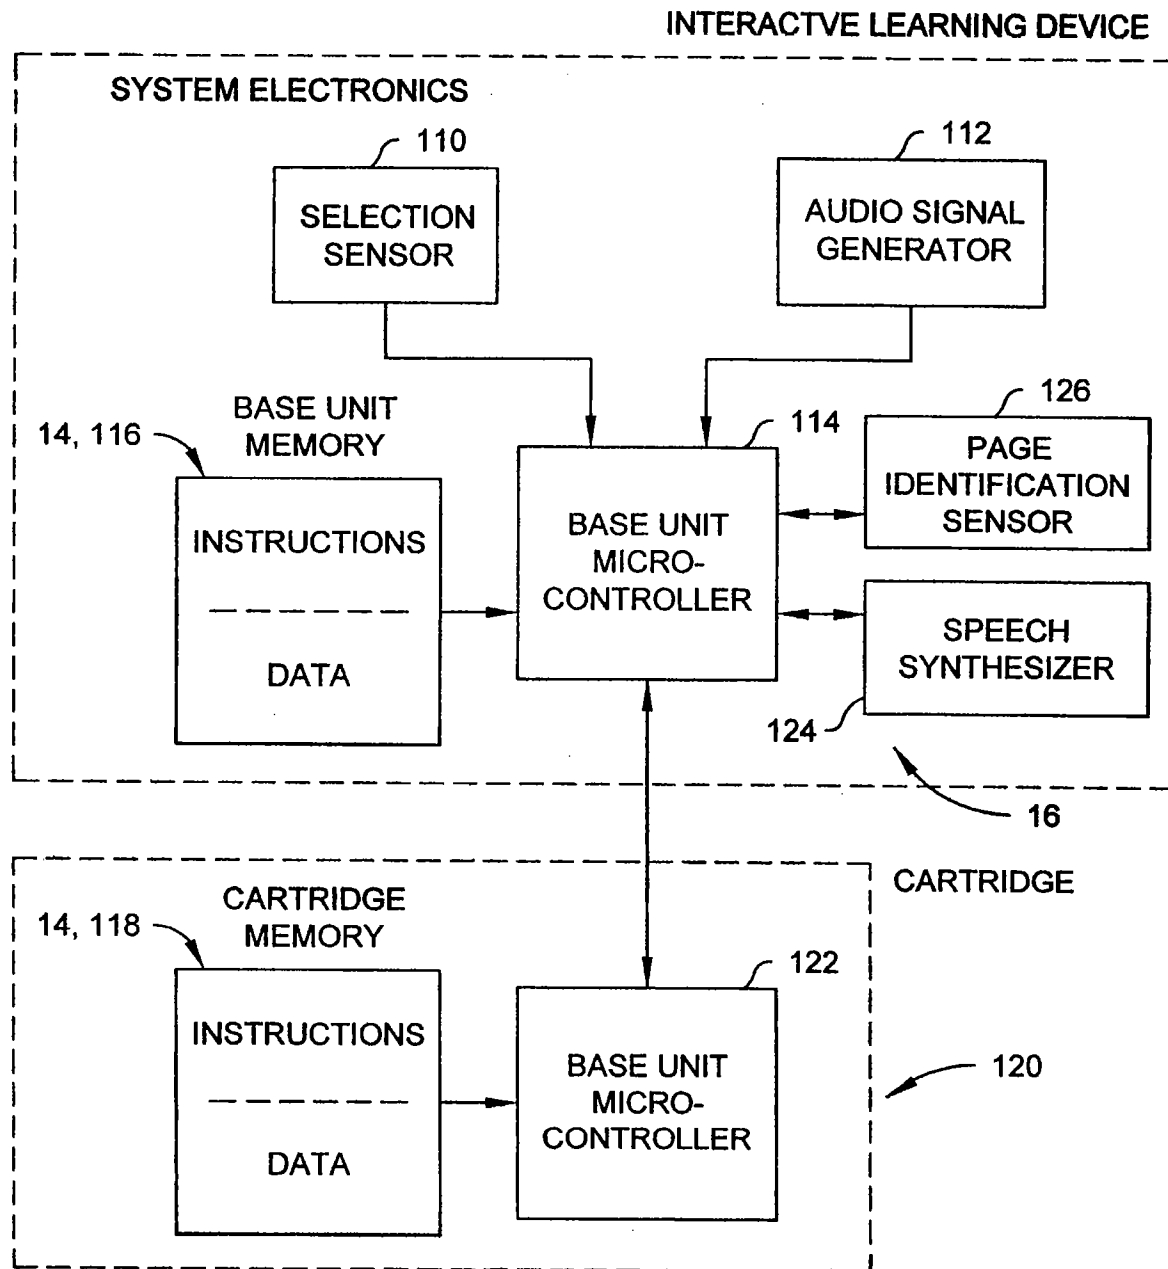 INTERACTVE LEARNING DEVICE
SYSTEM ELECTRONICS
110
112
SELECTION
SENSOR
AUDIO SIGNAL
GENERATOR
BASE UNIT
MEMORY
14, 116
114
126
INSTRUCTIONS
DATA
BASE UNIT
MICRO-
CONTROLLER
PAGE
IDENTIFICATION
SENSOR
SPEECH
SYNTHESIZER
124
16
CARTRIDGE
CARTRIDGE
MEMORY
14, 118
122
INSTRUCTIONS
DATA
BASE UNIT
MICRO-
CONTROLLER
120